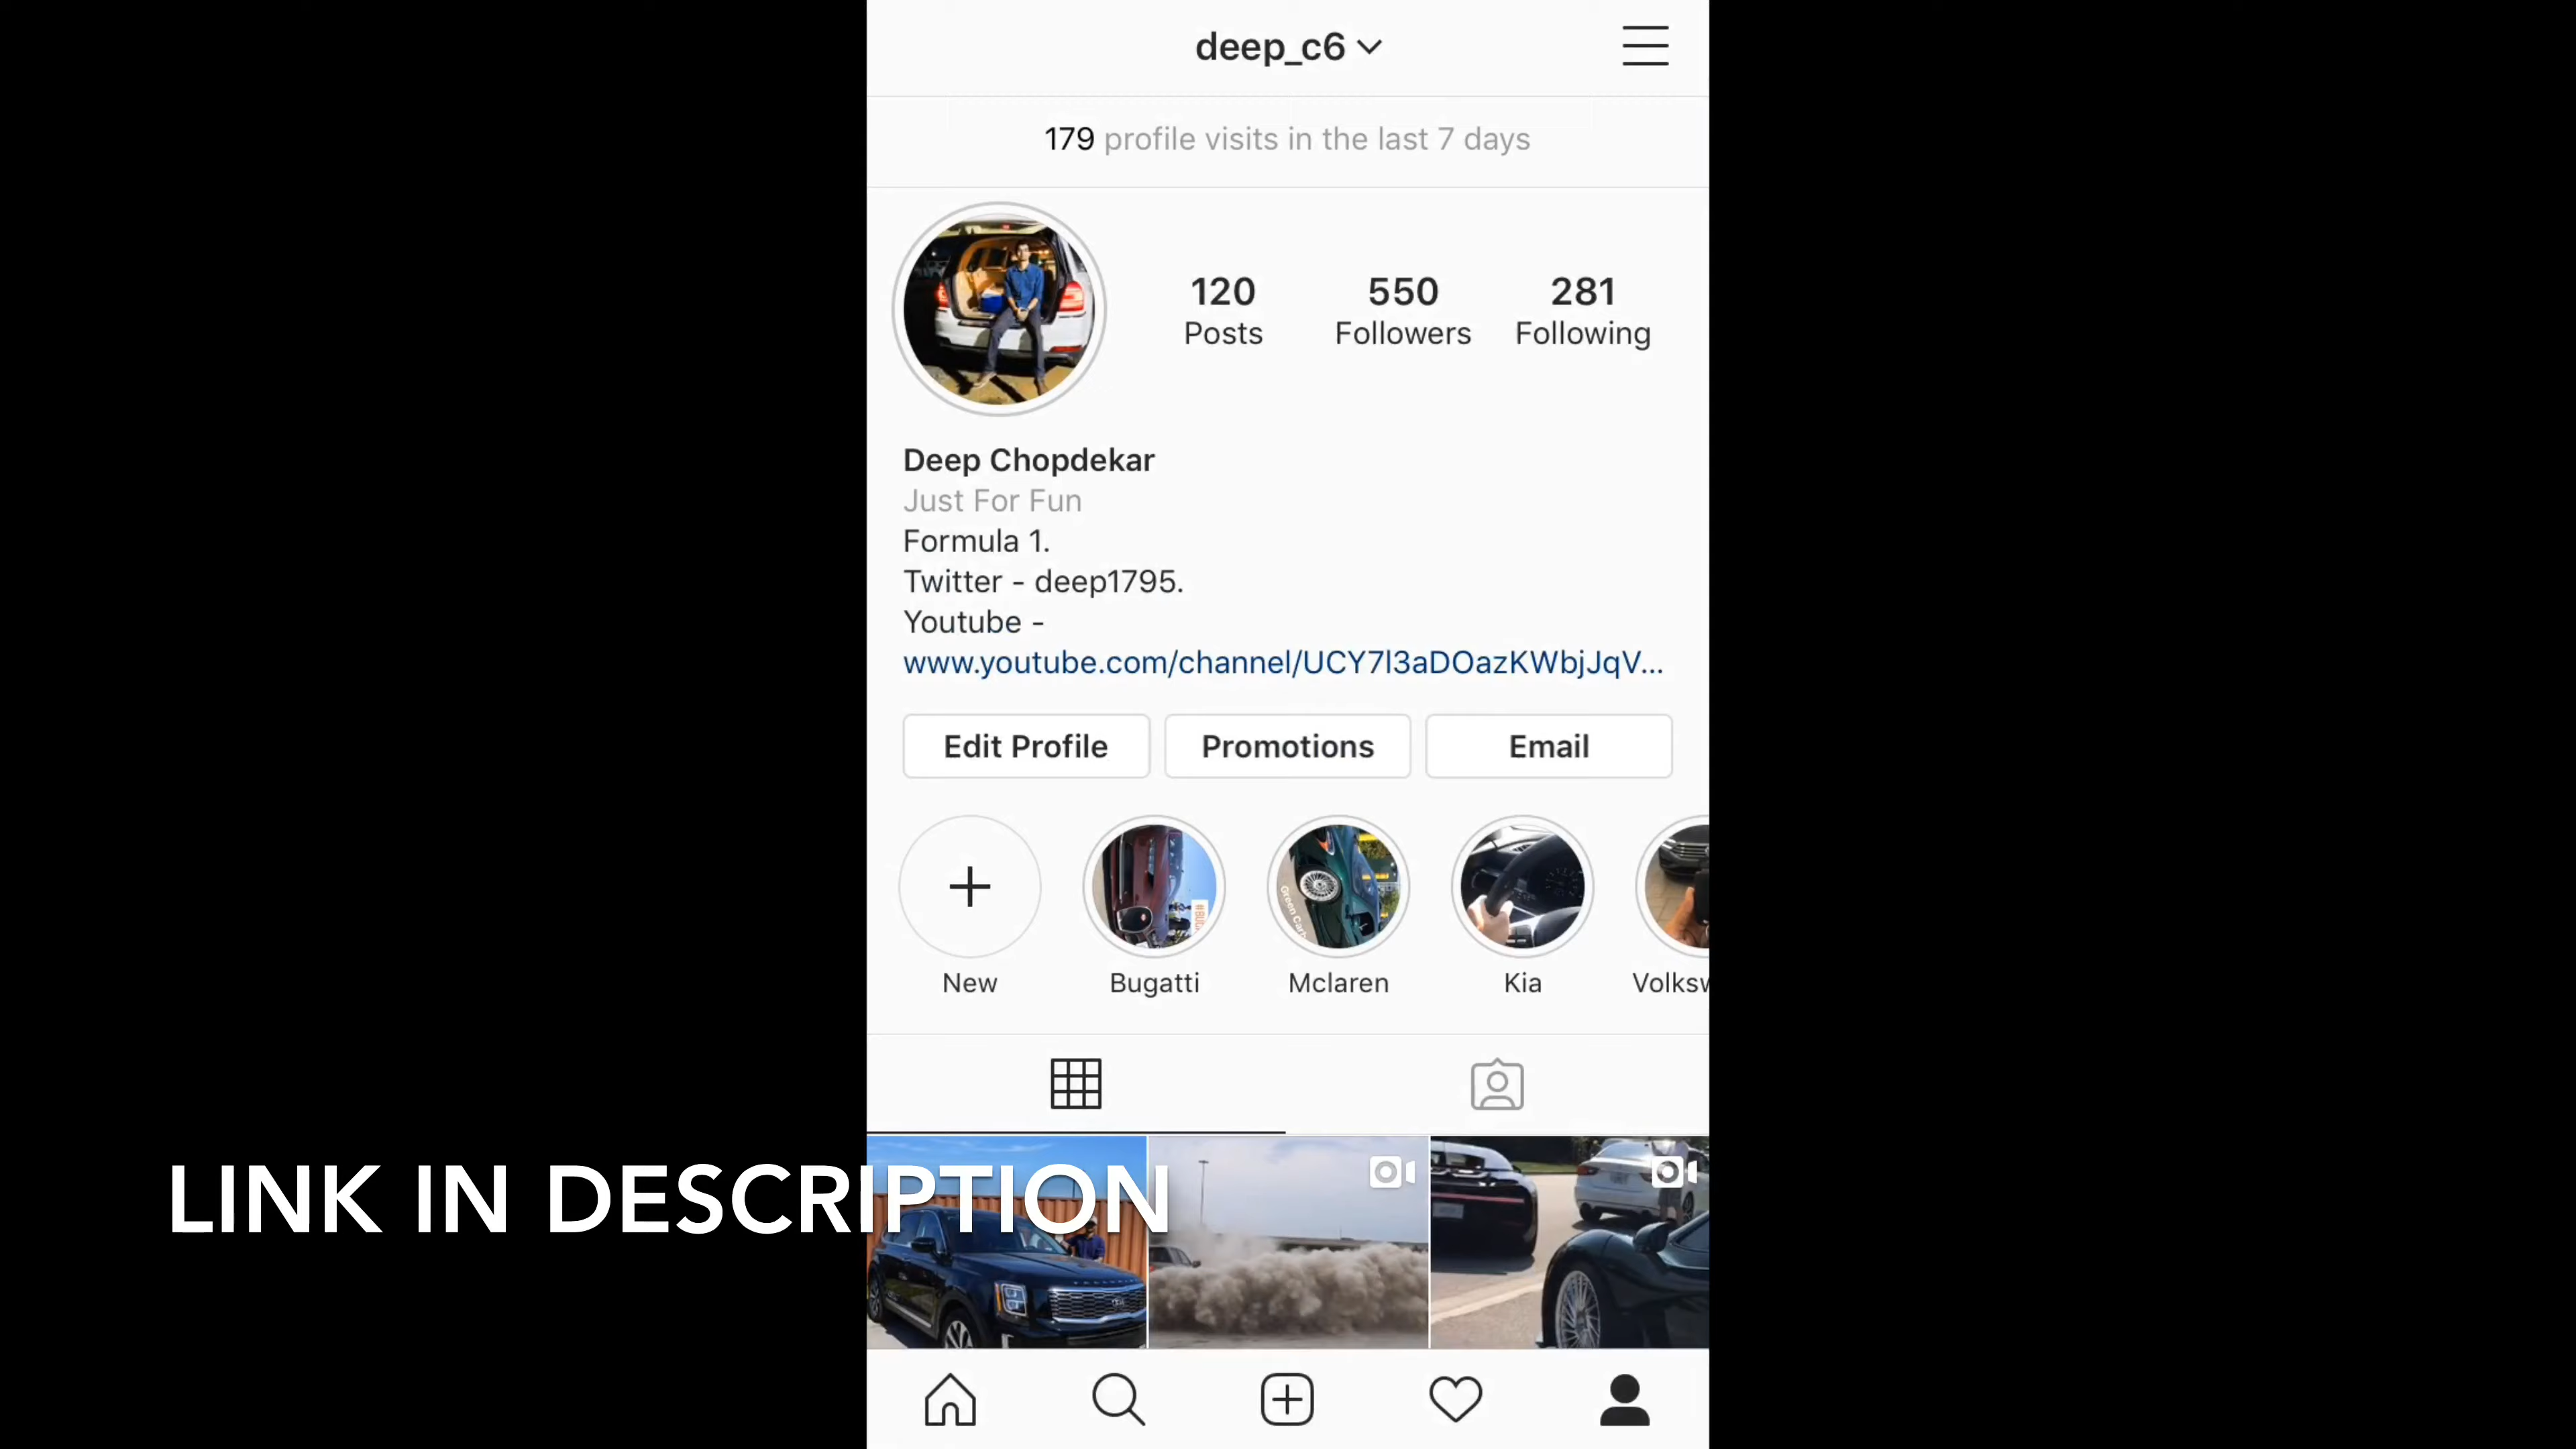 deep_c6
179 profile visits in the last 7 days
120 550 281
Posts Followers Following
Deep Chopdekar
Just For Fun
Formula 1.
Twitter - deep1795.
Youtube -
www.youtube.com/channel/UCY7l3aDOazKWbjJqV...
Edit Profile Promotions Email
Green
New Bugatti Mclaren Kia Volksw
LINK IN DESCRIPTION